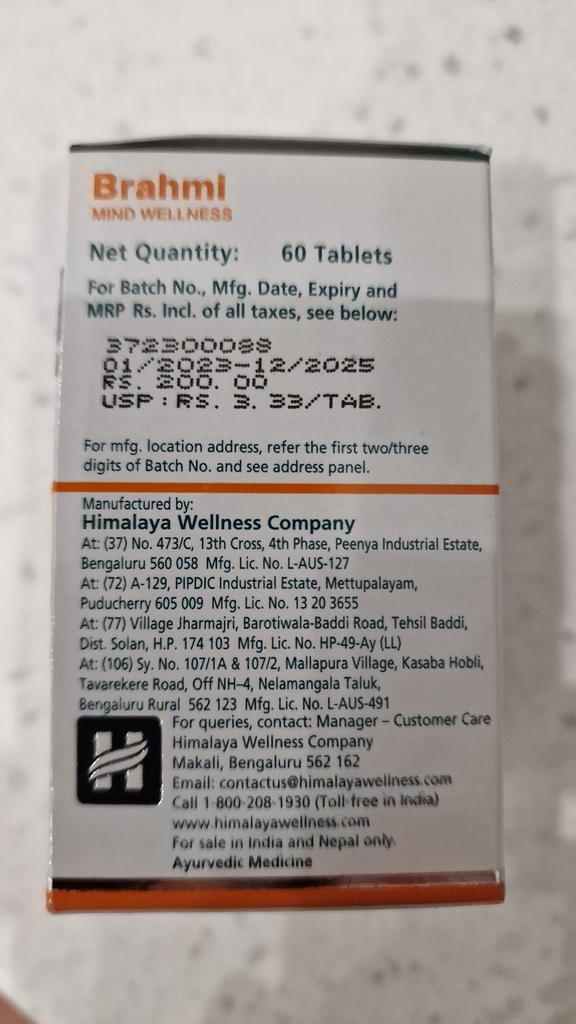 Brahmi
MIND WELLNESS
Net Quantity: 60 Tablets
For Batch No., Mfg. Date, Expiry and
MRP Rs. Incl. of all taxes, see below:
372300088
01/2023-12/2025
RS. 200. 00
USP : RS. 3. 33/TAB.
For mfg. location address, refer the first two/three
digits of Batch No. and see address panel.
Manufactured by:
Himalaya Wellness Company
At: (37) No. 473/C, 13th Cross, 4th Phase, Peenya Industrial Estate,
Bengaluru 560 058 Mfg. Lic. No. L-AUS-127
At: (72) A-129, PIPDIC Industrial Estate, Mettupalayam,
Puducherry 605 009 Mfg. Lic. No. 13 20 3655
At: (77) Village Jharmajri, Barotiwala-Baddi Road, Tehsil Baddi,
Dist. Solan, H.P. 174 103 Mfg. Lic. No. HP-49-Ay (LL)
At: (106) Sy. No. 107/1A & 107/2, Mallapura Village, Kasaba Hobli,
Tavarekere Road, Off NH–4, Nelamangala Taluk,
Bengaluru Rural 562 123 Mfg. Lic. No. L-AUS-491
For queries, contact: Manager – Customer Care
Himalaya Wellness Company
Makali, Bengaluru 562 162
Email: contactus@himalayawellness.com
Call 1-800-208-1930 (Toll-free in India)
www.himalayawellness.com
For sale in India and Nepal only.
Ayurvedic Medicine